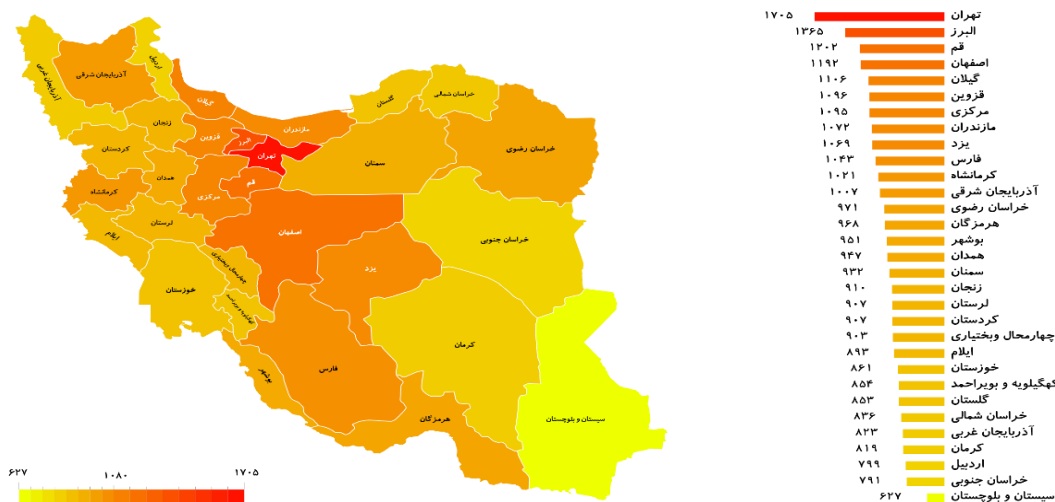 تهران ۱۷۰۵
البرز ۱۳۶۵
قم ۱۲۰۲
اصفهان ۱۱۹۲
گیلان ۱۱۰۶
قزوین ۱۰۹۶
مرکزی ۱۰۹۵
مازندران ۱۰۷۲
یزد ۱۰۶۹
فارس ۱۰۴۳
کرمانشاه ۱۰۲۱
آذربایجان شرقی ۱۰۰۷
خراسان رضوی ۹۷۱
هرمزگان ۹۶۸
بوشهر ۹۵۱
همدان ۹۴۷
سمنان ۹۳۲
زنجان ۹۱۰
لرستان ۹۰۷
کردستان ۹۰۷
چهارمحال وبختیاری ۹۰۳
ایلام ۸۹۳
خوزستان ۸۶۱
کهگیلویه و بویراحمد ۸۵۴
گلستان ۸۵۳
خراسان شمالی ۸۳۶
آذربایجان غربی ۸۲۳
کرمان ۸۱۹
اردبیل ۷۹۹
خراسان جنوبی ۷۹۱
سیستان و بلوچستان ۶۲۷
آذربایجان شرقی
اردبیل
آذربایجان غربی
گیلان
زنجان
کردستان
قزوین
البرز
مازندران
تهران
گلستان
خراسان شمالی
خراسان رضوی
سمنان
همدان
کرمانشاه
قم
مرکزی
لرستان
ایلام
اصفهان
خراسان جنوبی
یزد
چهارمحال وبختیاری
خوزستان
کهگیلویه و بویراحمد
کرمان
فارس
بوشهر
هرمزگان
سیستان و بلوچستان
۶۲۷ ۱۰۸۰ ۱۷۰۵